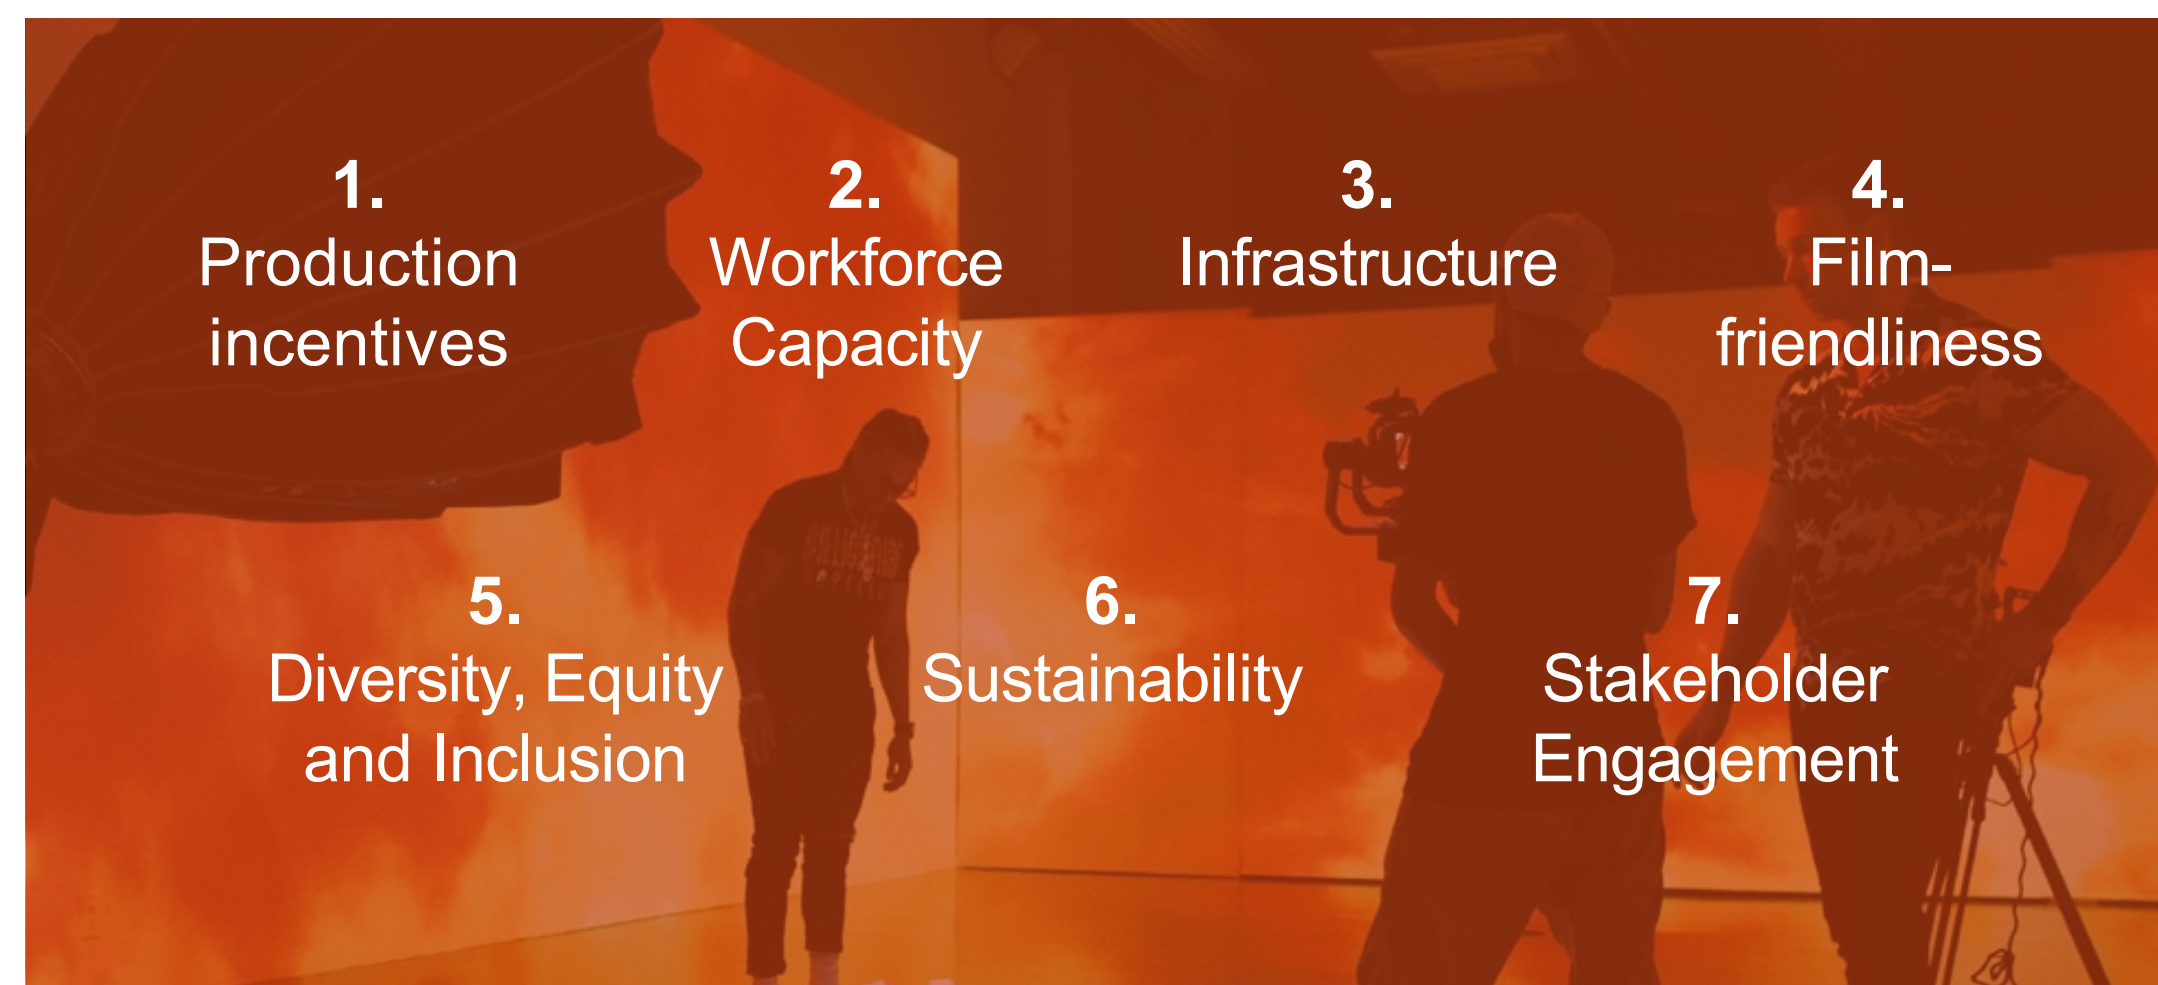 1.
Production
incentives
2.
Workforce
Capacity
3.
Infrastructure
4.
Film-
friendliness
5.
Diversity, Equity
and Inclusion
6.
Sustainability
7.
Stakeholder
Engagement